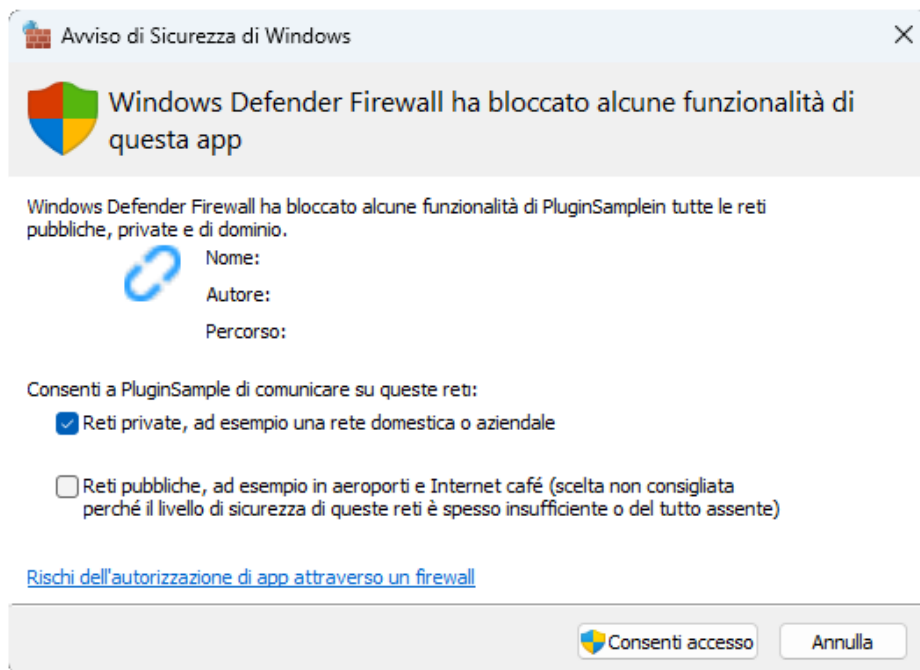 Avviso di Sicurezza di Windows
Windows Defender Firewall ha bloccato alcune funzionalità di
questa app
Windows Defender Firewall ha bloccato alcune funzionalità di PluginSamplein tutte le reti
pubbliche, private e di dominio.
Nome:
Autore:
Percorso:
Consenti a PluginSample di comunicare su queste reti:
Reti private, ad esempio una rete domestica o aziendale
Reti pubbliche, ad esempio in aeroporti e Internet café (scelta non consigliata
perché il livello di sicurezza di queste reti è spesso insufficiente o del tutto assente)
Rischi dell'autorizzazione di app attraverso un firewall
Consenti accesso
Annulla